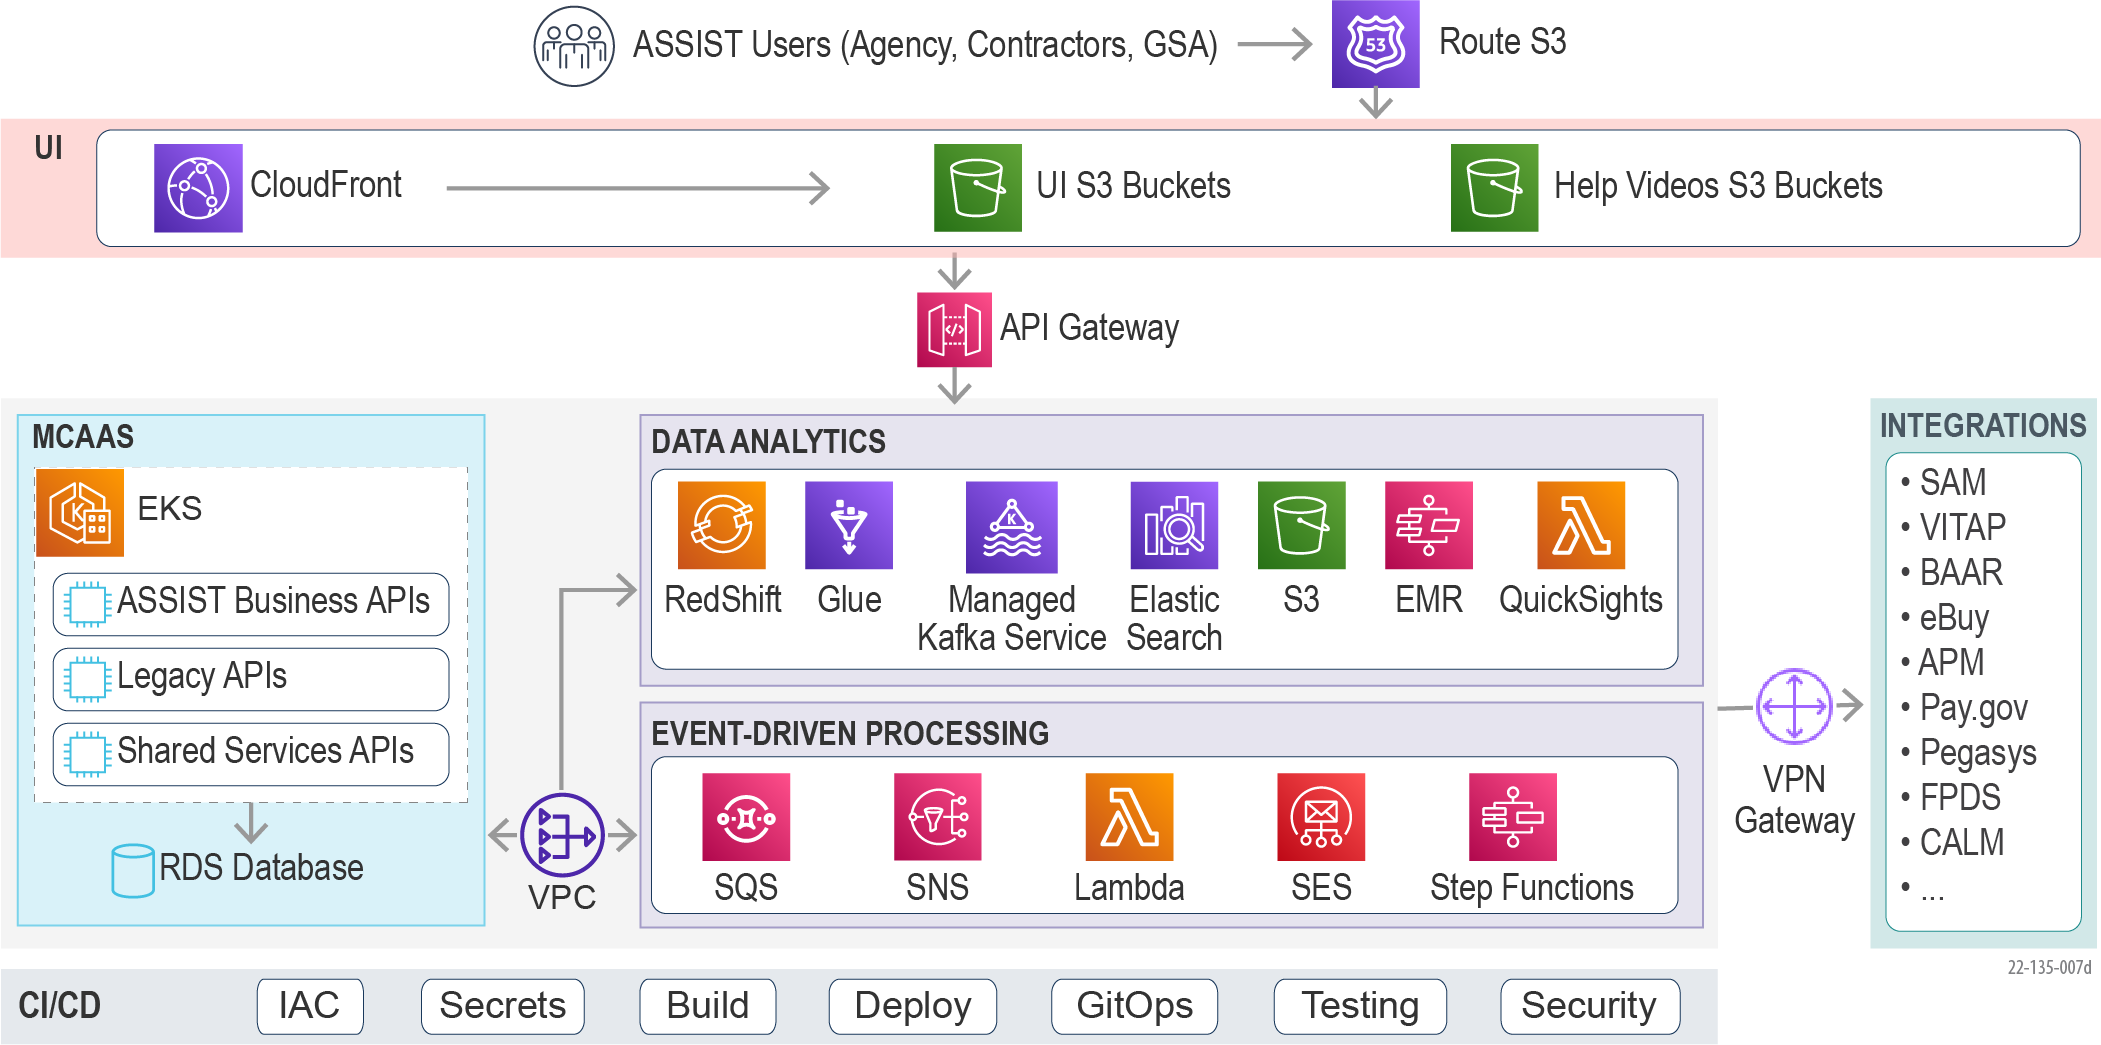 ASSIST Users (Agency, Contractors, GSA)
53
Route S3
UI
CloudFront
UI S3 Buckets
Help Videos S3 Buckets
</>
API Gateway
MCAAS
K
EKS
ASSIST Business APIs
Legacy APIs
Shared Services APIs
RDS Database
VPC
DATA ANALYTICS
K
RedShift
Glue
Managed
Kafka Service
Elastic
Search
S3
EMR
QuickSights
EVENT-DRIVEN PROCESSING
SQS
SNS
Lambda
SES
Step Functions
VPN
Gateway
INTEGRATIONS
• SAM
• VITAP
• BAAR
• eBuy
• APM
• Pay.gov
• Pegasys
• FPDS
• CALM
• ...
22-135-007d
CI/CD
IAC
Secrets
Build
Deploy
GitOps
Testing
Security